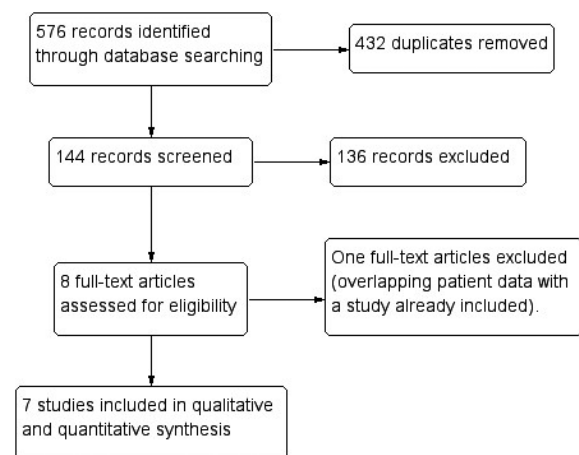 576 records identified
through database searching
432 duplicates removed
144 records screened
136 records excluded
8 full-text articles
assessed for eligibility
One full-text articles excluded
(overlapping patient data with
a study already included).
7 studies included in qualitative
and quantitative synthesis